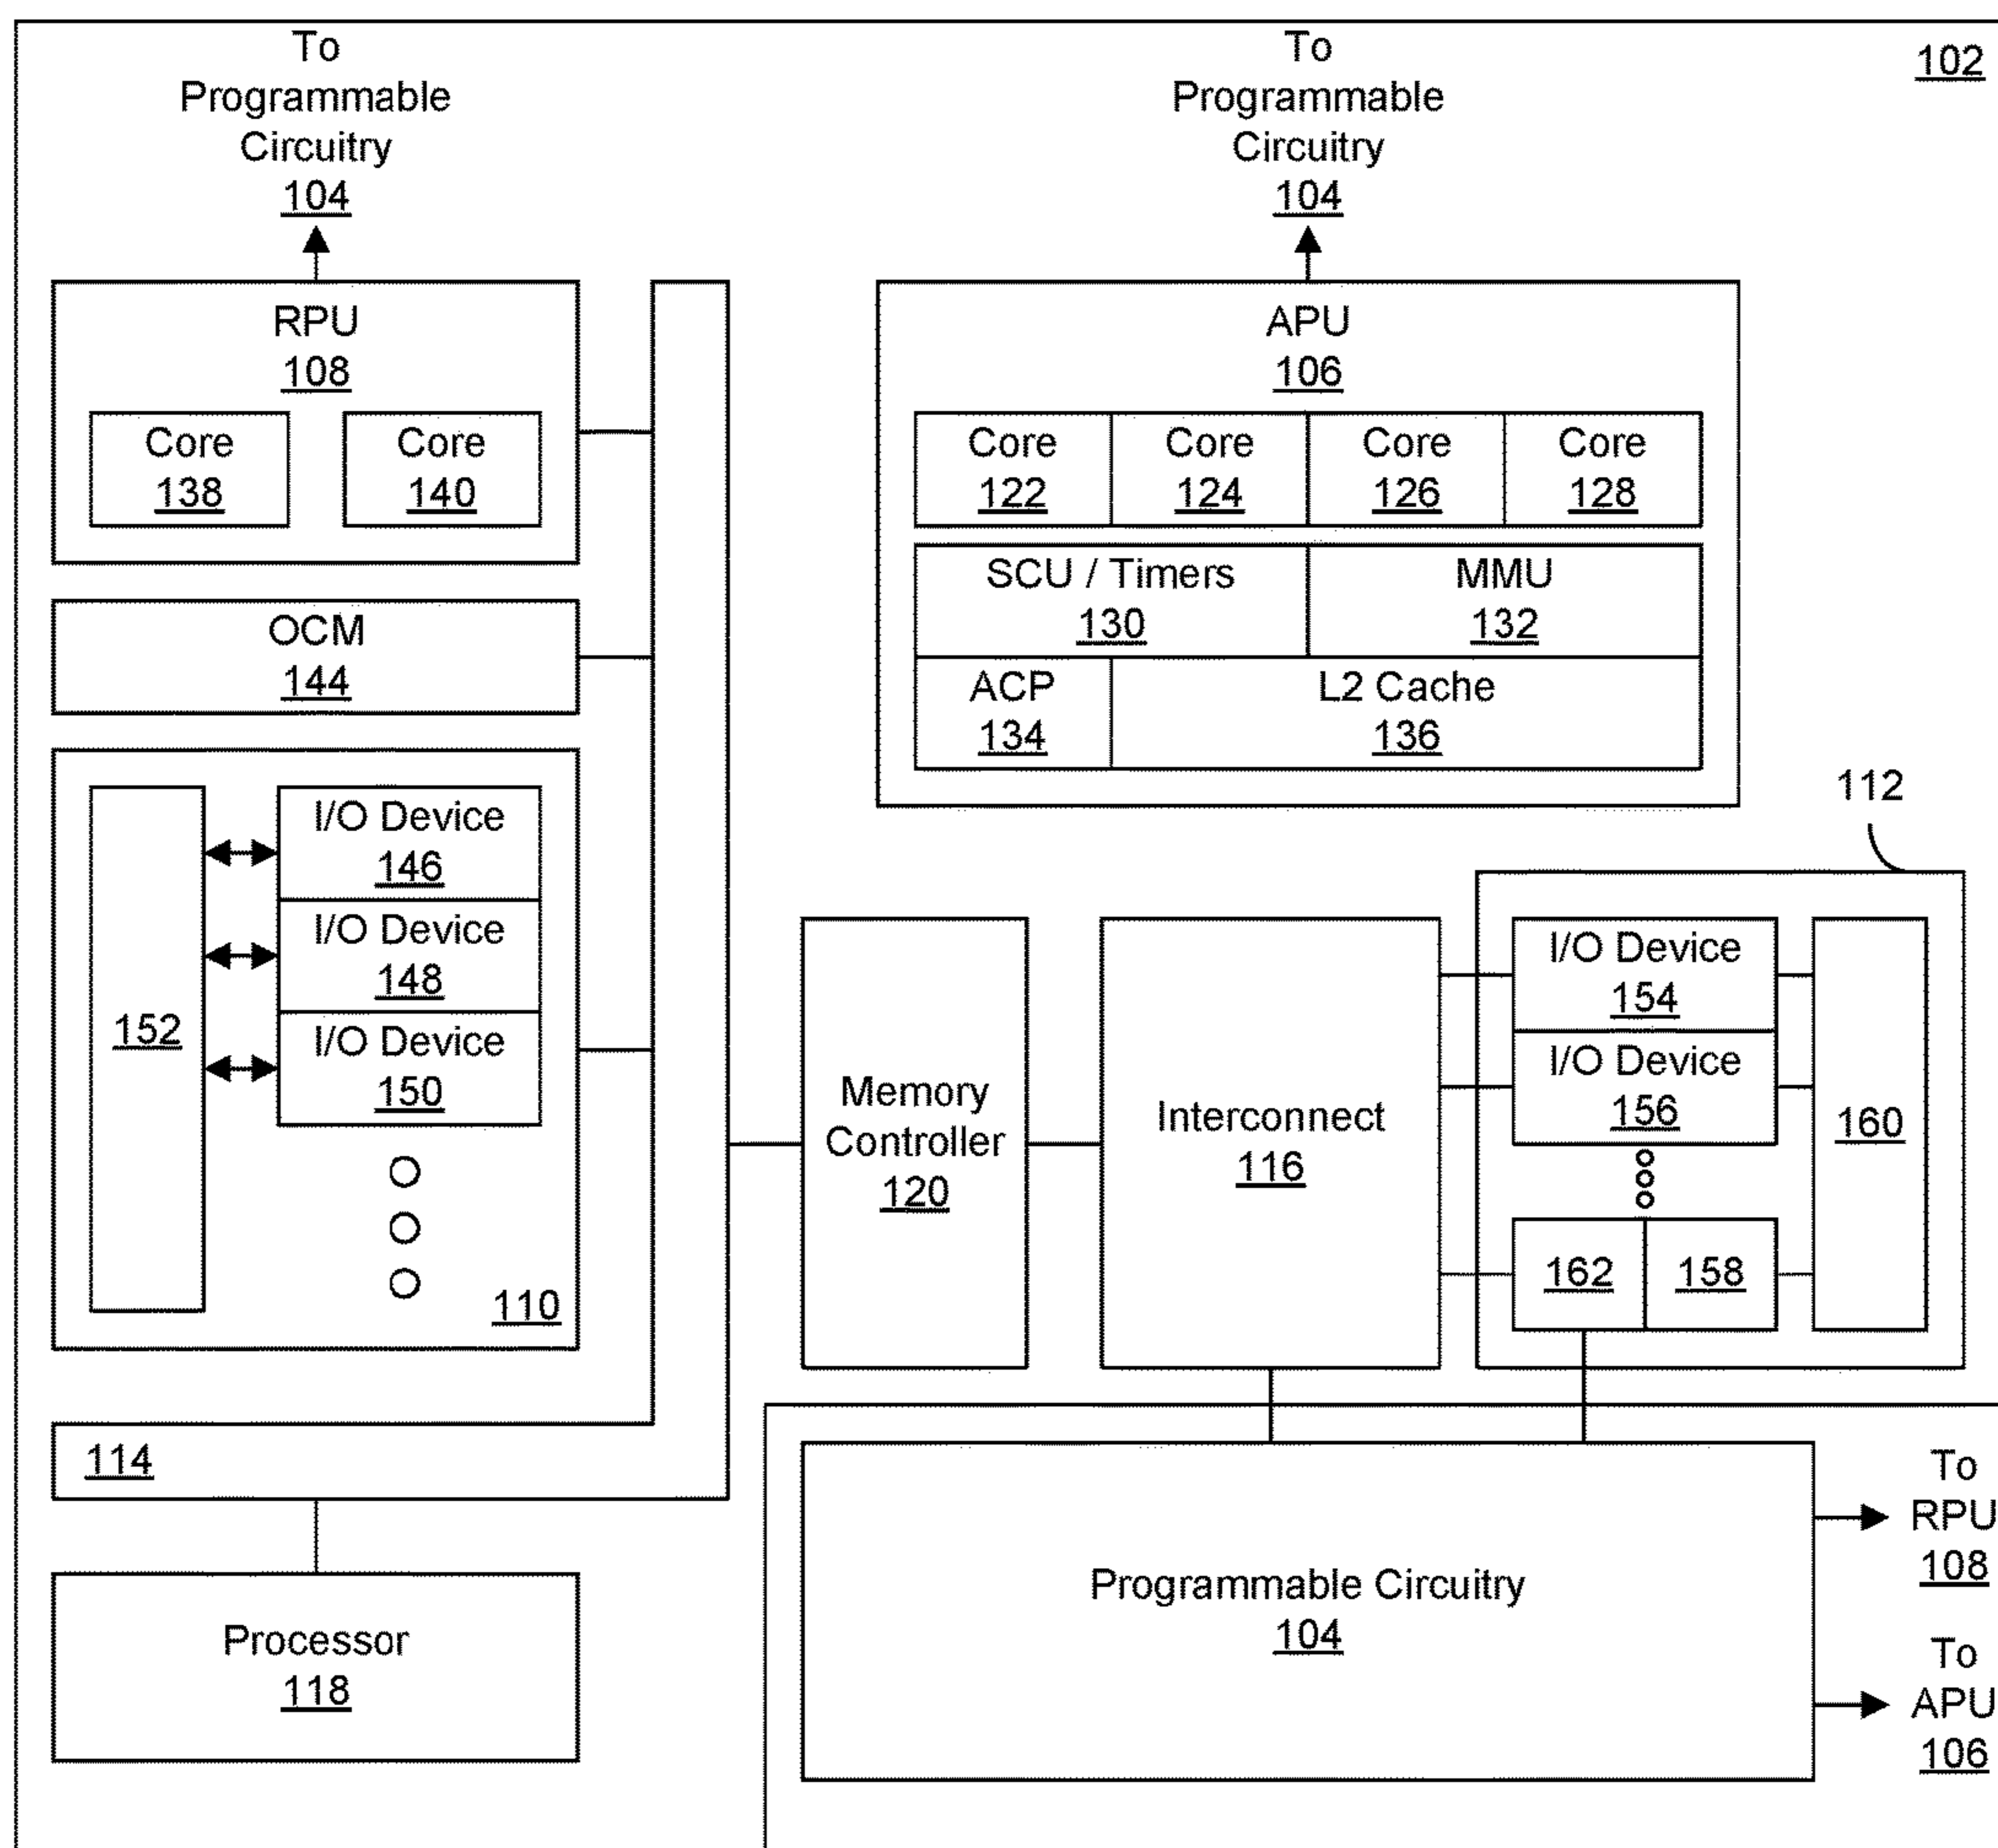 To
Programmable
Circuitry
104
To
Programmable
Circuitry
104
102
RPU
108
Core
138
Core
140
APU
106
Core
122
Core
124
Core
126
Core
128
SCU / Timers
130
MMU
132
ACP
134
L2 Cache
136
OCM
144
152
I/O Device
146
I/O Device
148
I/O Device
150
110
112
Memory
Controller
120
Interconnect
116
I/O Device
154
I/O Device
156
162
158
160
114
Processor
118
Programmable Circuitry
104
To
RPU
108
To
APU
106